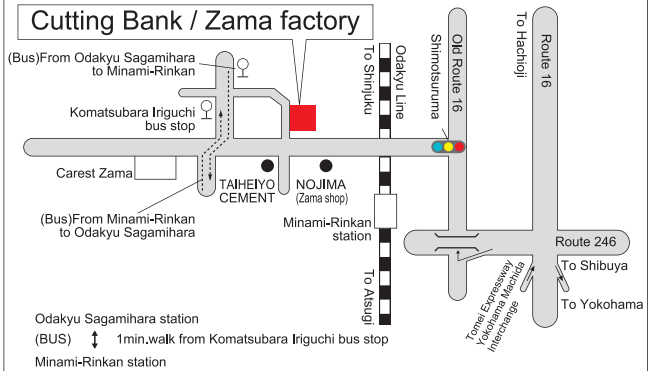 Cutting Bank / Zama factory
(Bus)From Odakyu Sagamihara
to Minami-Rinkan
Komatsubara Iriguchi
bus stop
Carest Zama
(Bus)From Minami-Rinkan
to Odakyu Sagamihara
TAIHEIYO
CEMENT
NOJIMA
(Zama shop)
Minami-Rinkan
station
Odakyu Line
To Shinjuku
To Atsugi
Old Route 16
Shimotsuruma
Route 16
To Hachioji
Route 246
To Shibuya
To Yokohama
Tomei Expressway
Yokohama Machida
Interchange
Odakyu Sagamihara station
(BUS) ↕ 1min.walk from Komatsubara Iriguchi bus stop
Minami-Rinkan station